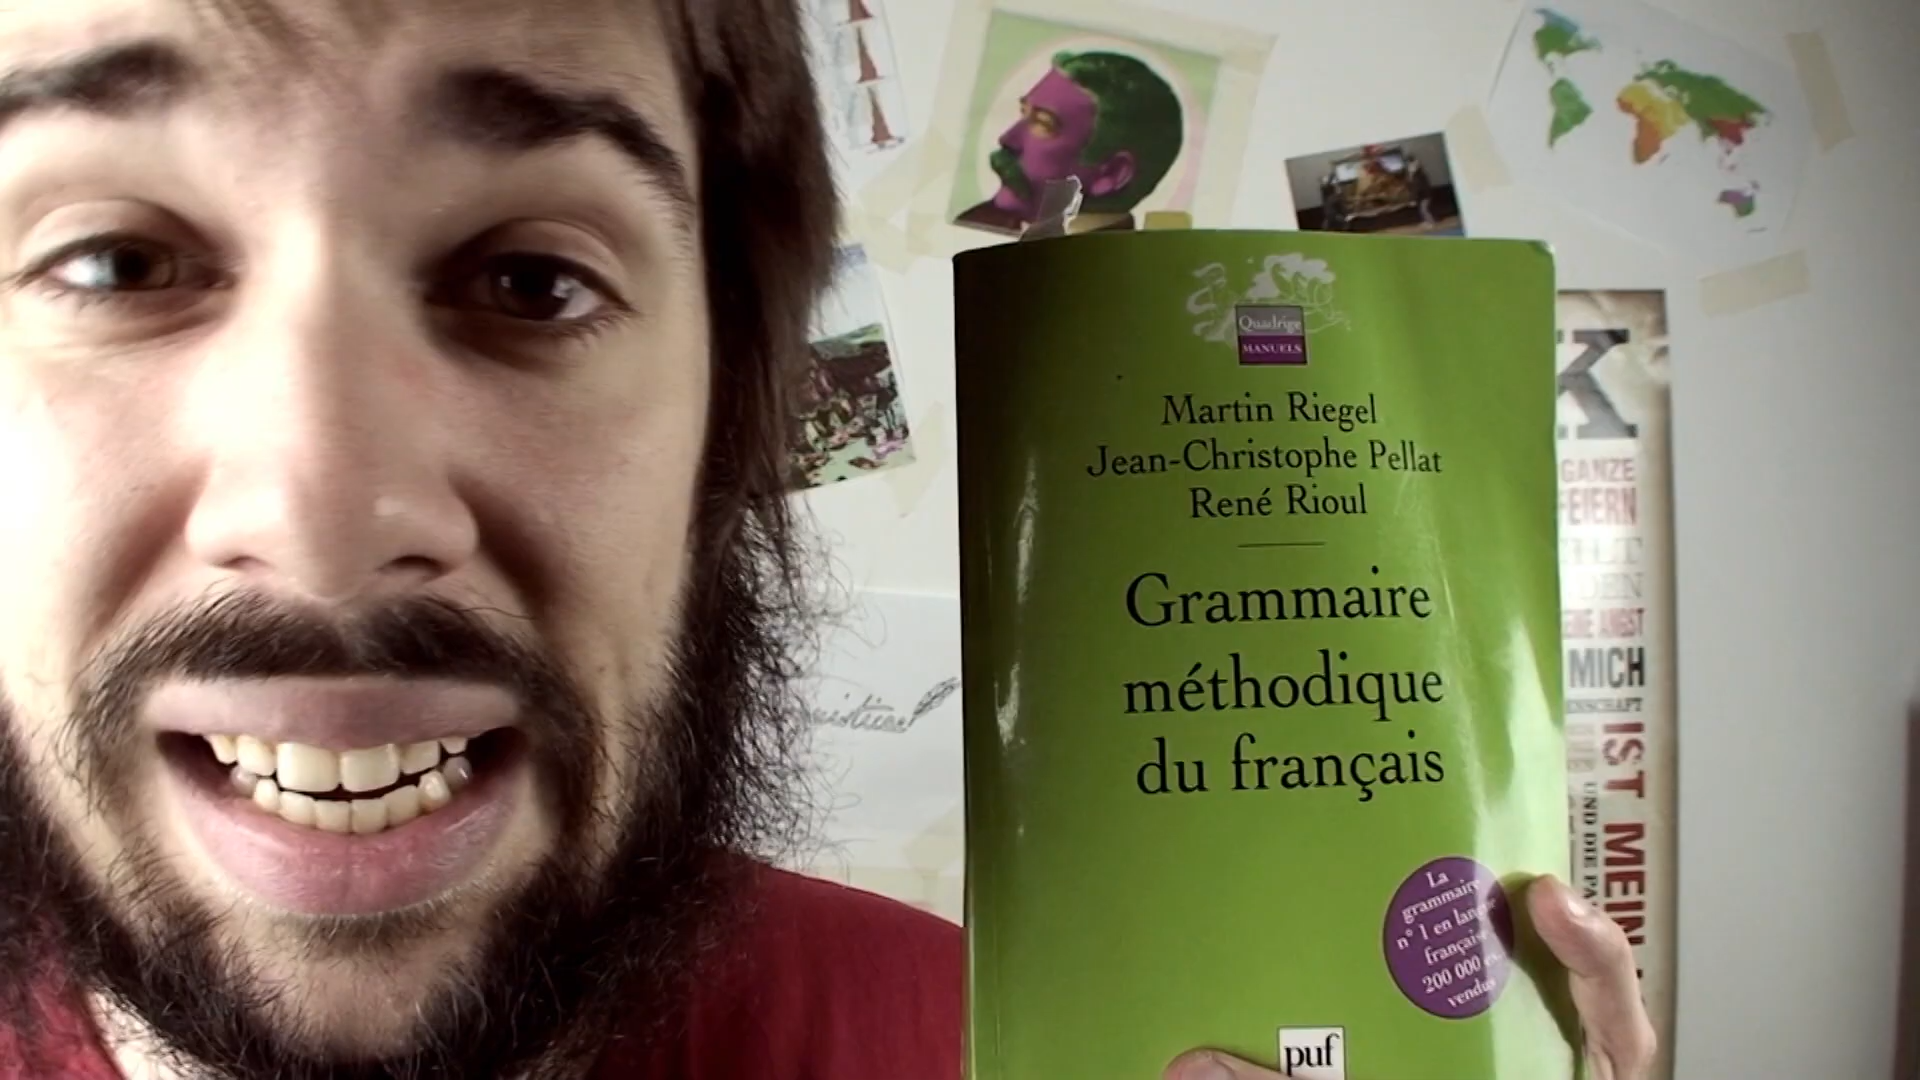 Quadrige
MANUELS
Martin Riegel
Jean-Christophe Pellat
René Rioul
Grammaire
méthodique
du français
La
grammaire
n° 1 en langue
française
200 000 ex.
vendus
puf
K
GANZE
FEIERN
DEN
ANGST
MICH
IST MEIN
UND DIE